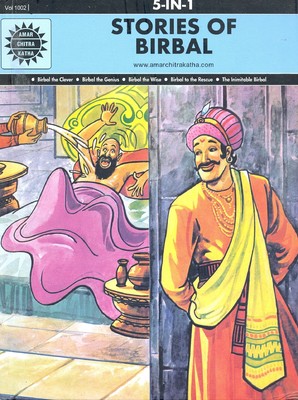 Vol 1002
5-IN-1
AMAR
CHITRA
KATHA
STORIES OF
BIRBAL
www.amarchitrakatha.com
• Birbal the Clever • Birbal the Genius • Birbal the Wise • Birbal to the Rescue • The Inimitable Birbal